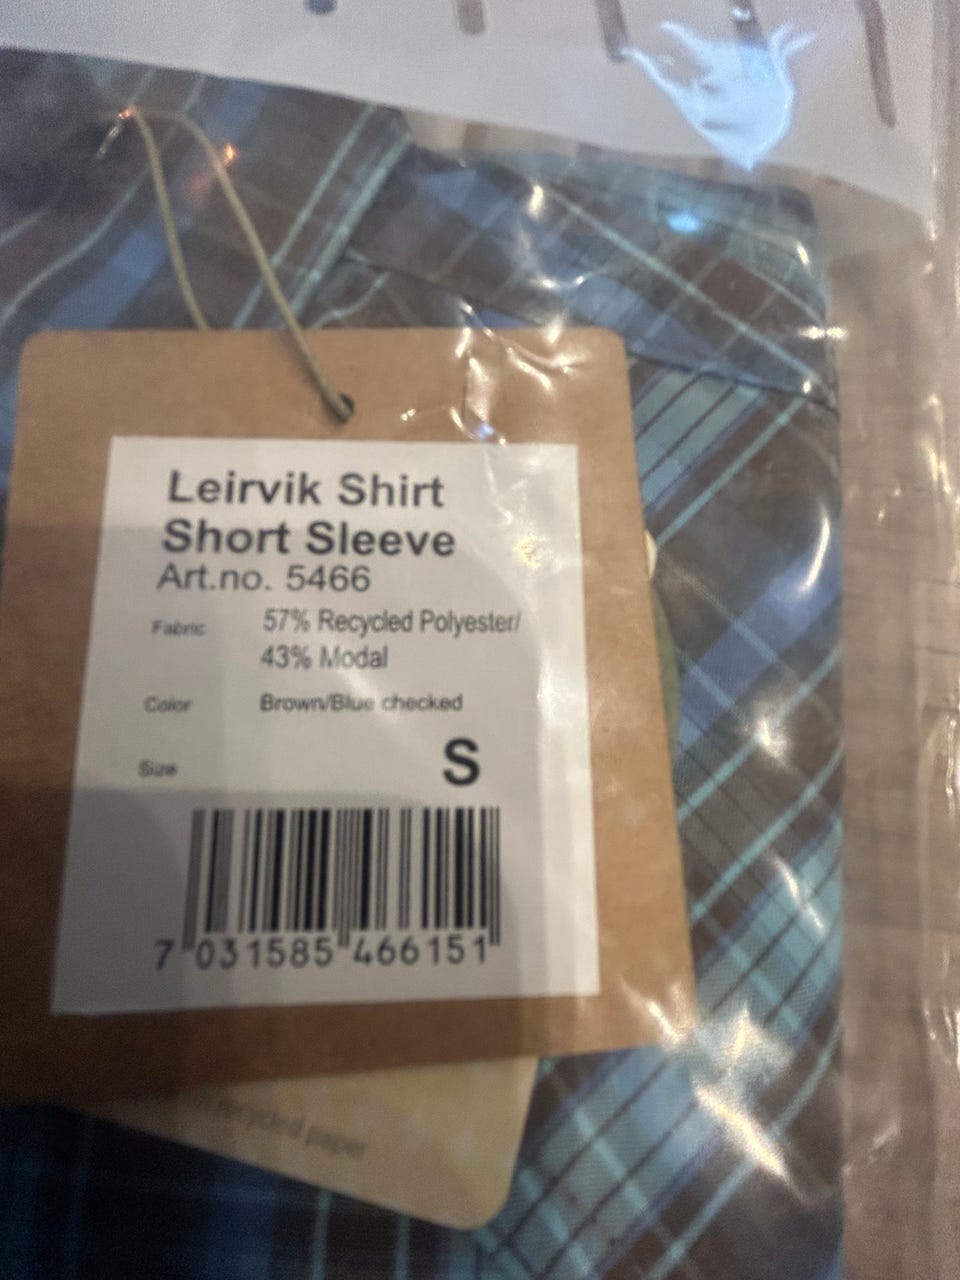 Leirvik Shirt
Short Sleeve
Art.no. 5466
Fabric 57% Recycled Polyester/
43% Modal
Color Brown/Blue checked
Size S
7 031585 466151
recycled paper